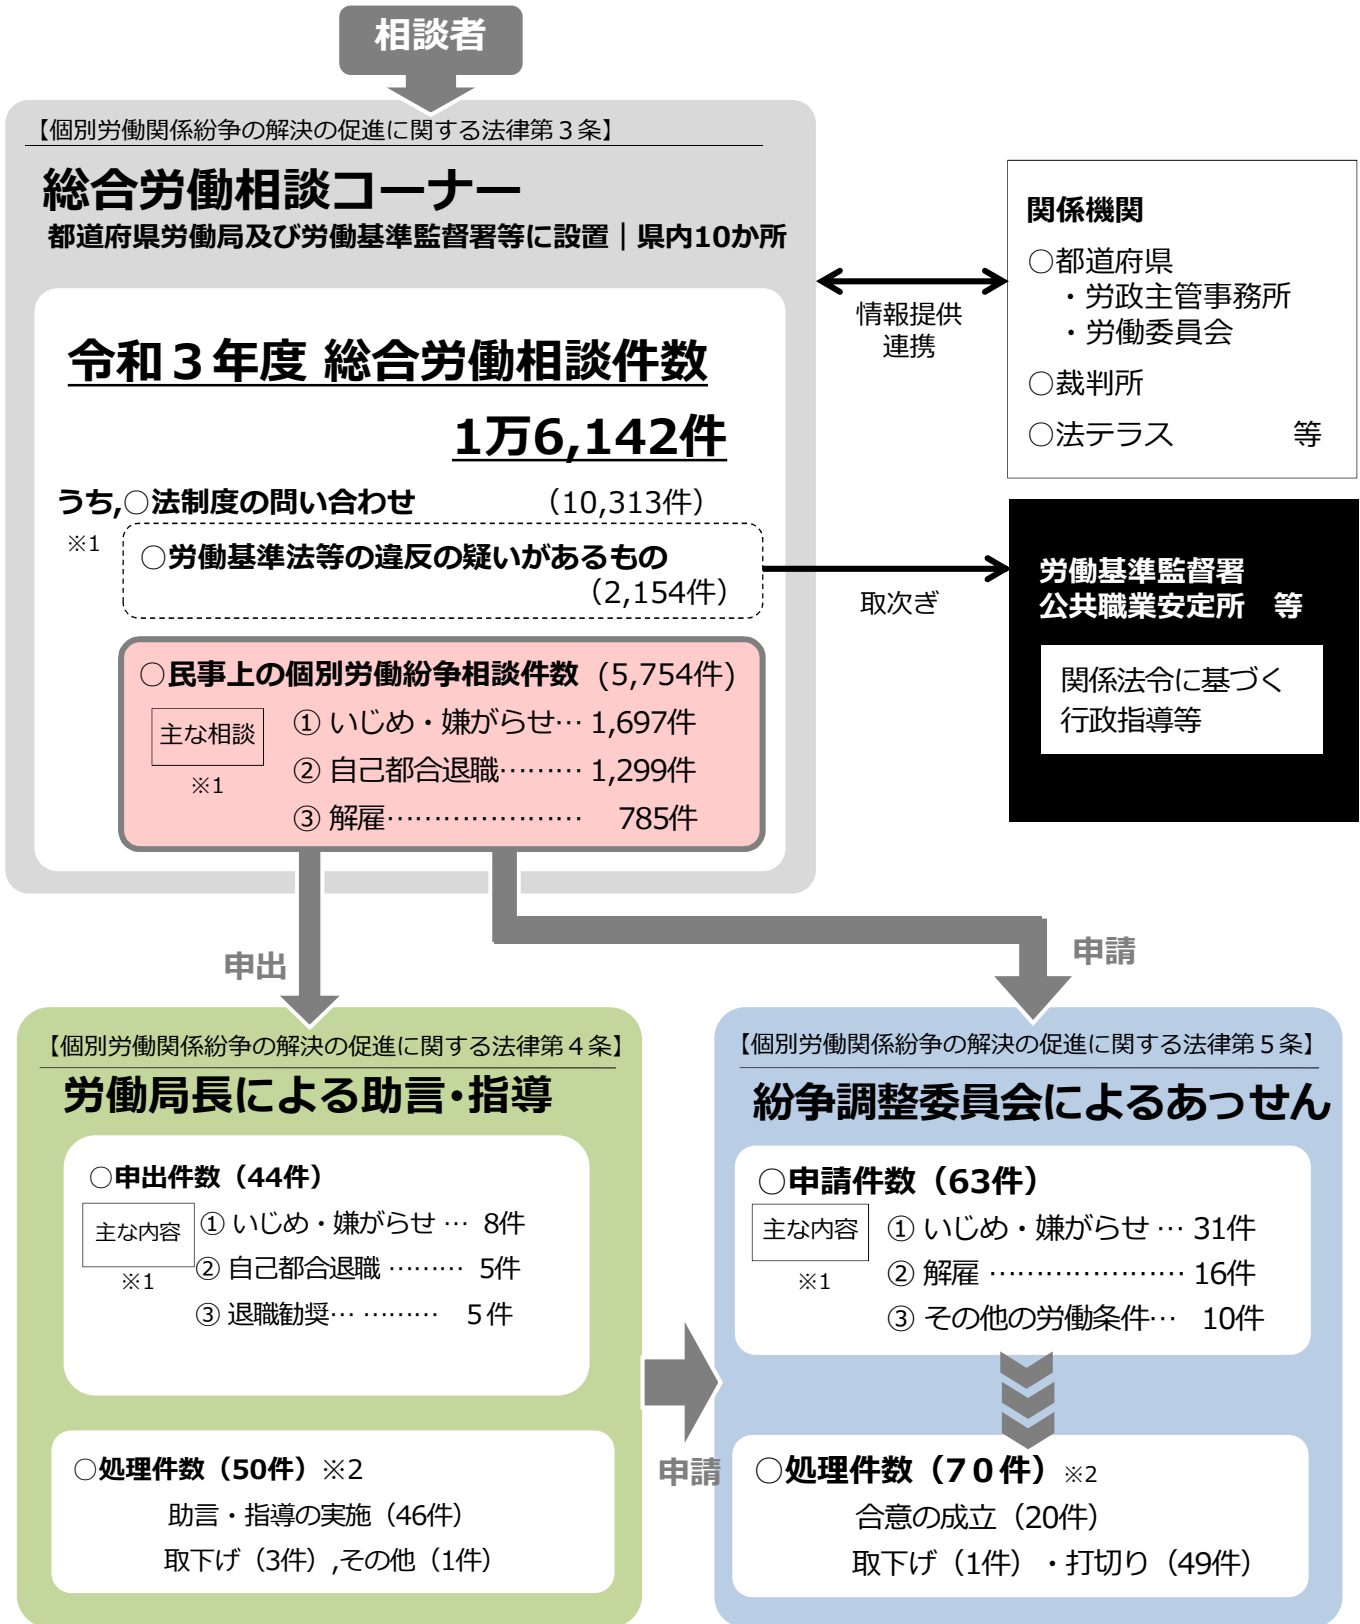 相談者
【個別労働関係紛争の解決の促進に関する法律第３条】
総合労働相談コーナー
都道府県労働局及び労働基準監督署等に設置｜県内10か所
令和３年度 総合労働相談件数
1万6,142件
うち,○法制度の問い合わせ （10,313件）
※1
○労働基準法等の違反の疑いがあるもの
（2,154件）
○民事上の個別労働紛争相談件数 (5,754件)
主な相談
※1
① いじめ・嫌がらせ… 1,697件
② 自己都合退職……… 1,299件
③ 解雇………………… 785件
情報提供
連携
関係機関
○都道府県
・労政主管事務所
・労働委員会
○裁判所
○法テラス 等
取次ぎ
労働基準監督署
公共職業安定所 等
関係法令に基づく
行政指導等
申出
申請
【個別労働関係紛争の解決の促進に関する法律第４条】
労働局長による助言・指導
○申出件数（44件）
主な内容
※1
① いじめ・嫌がらせ … 8件
② 自己都合退職 ……… 5件
③ 退職勧奨… ……… ５件
○処理件数（50件）※2
助言・指導の実施（46件）
取下げ（3件）,その他（1件）
申請
【個別労働関係紛争の解決の促進に関する法律第５条】
紛争調整委員会によるあっせん
○申請件数（63件）
主な内容
※1
① いじめ・嫌がらせ … 31件
② 解雇 ………………… 16件
③ その他の労働条件… 10件
○処理件数（７０件）※2
合意の成立（20件）
取下げ（1件）・打切り（49件）